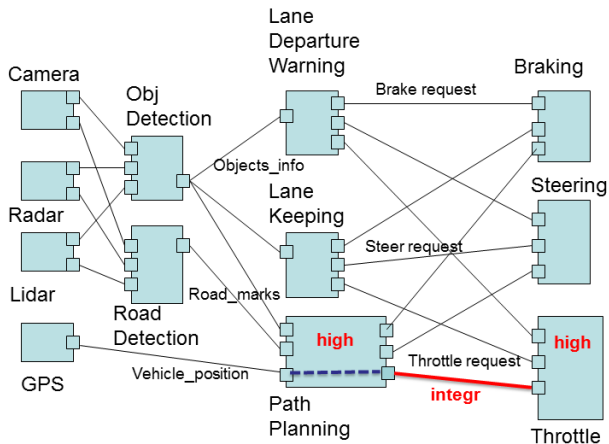 Lane
Departure
Warning
Camera
Obj
Detection
Braking
Brake request
Objects_info
Radar
Lane
Keeping
Steering
Steer request
Lidar
Road
Detection
Road_marks
high
high
Throttle request
GPS
Vehicle_position
integr
Path
Planning
Throttle